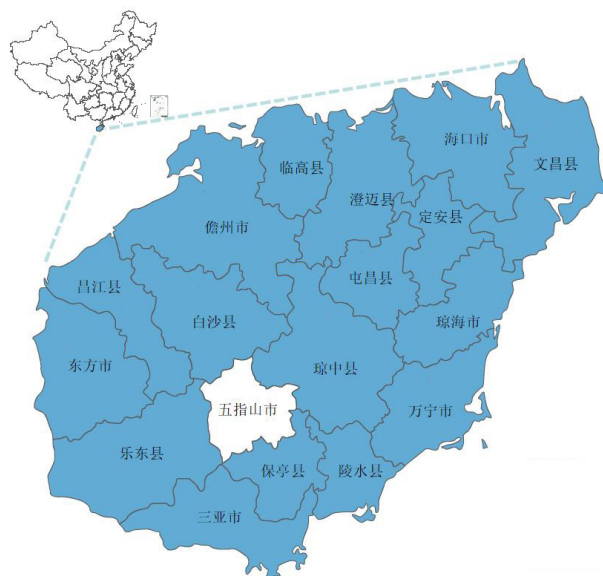 海口市
文昌县
临高县
澄迈县
定安县
儋州市
屯昌县
昌江县
白沙县
琼海市
东方市
琼中县
五指山市
万宁市
乐东县
保亭县
陵水县
三亚市